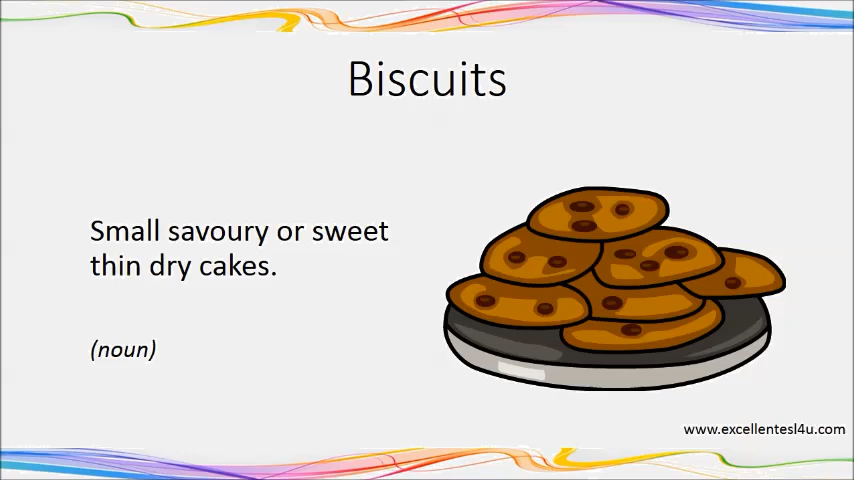 Biscuits
Small savoury or sweet
thin dry cakes.
(noun)
www.excellentesl4u.com